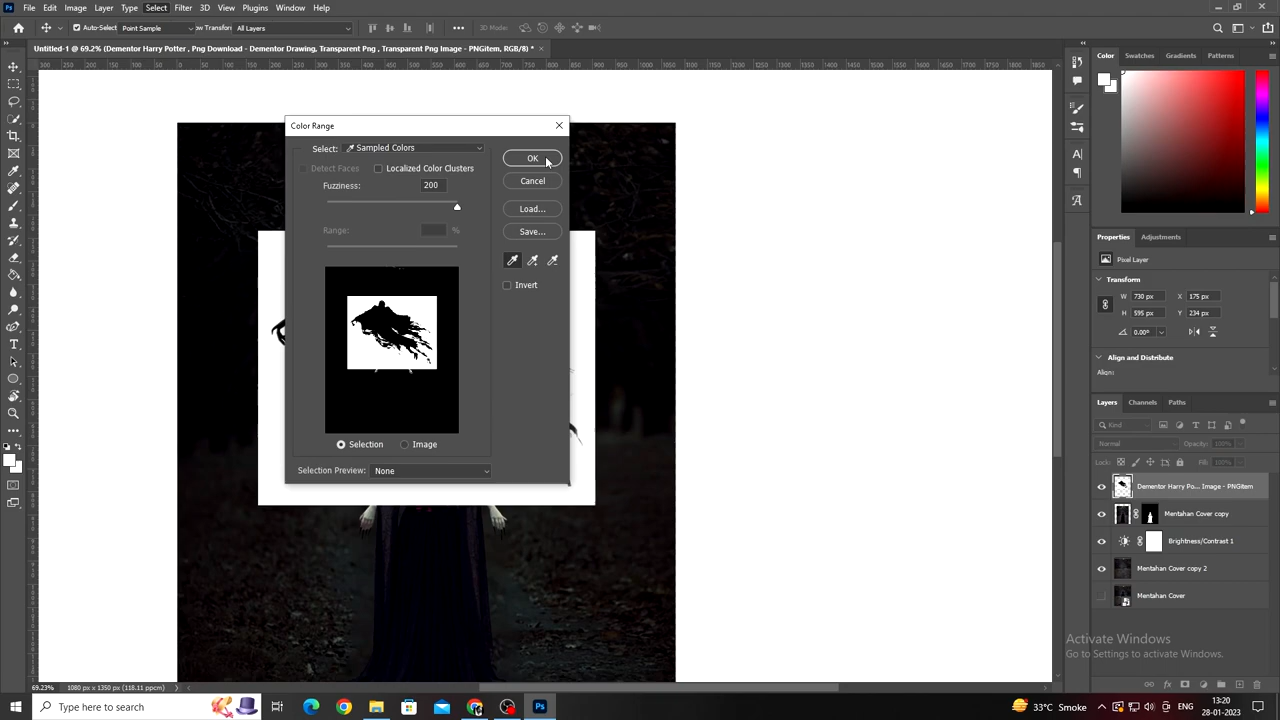 Ps File Edit Image Layer Type Select Filter 3D View Plugins Window Help
Auto-Select: Point Sample ow Transform All Layers 3D Mode:
Untitled-1 @ 69.2% (Dementor Harry Potter , Png Download - Dementor Drawing, Transparent Png , Transparent Png Image - PNGitem, RGB/8) *
Color Swatches Gradients Patterns
Color Range
Select: Sampled Colors
OK
Detect Faces Localized Color Clusters
Fuzziness: 200
Cancel
Load...
Range: %
Save...
Invert
Selection Image
Selection Preview: None
Properties Adjustments
Pixel Layer
Transform
W 730 px X 175 px
H 595 px Y 234 px
0.00°
Align and Distribute
Align:
Layers Channels Paths
Kind
Normal Opacity: 100%
Lock: Fill: 100%
Dementor Harry Po... Image - PNGitem
Mentahan Cover copy
Brightness/Contrast 1
Mentahan Cover copy 2
Mentahan Cover
Activate Windows
Go to Settings to activate Windows.
69.23% 1080 px x 1350 px (118.11 ppcm)
Type here to search
33°C Smoke
ENG
13:20
28-01-2023